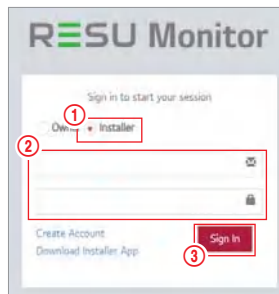 RESU Monitor
Sign in to start your session
① Owner Installer
②
Create Account
Sign In
Download Installer App
③